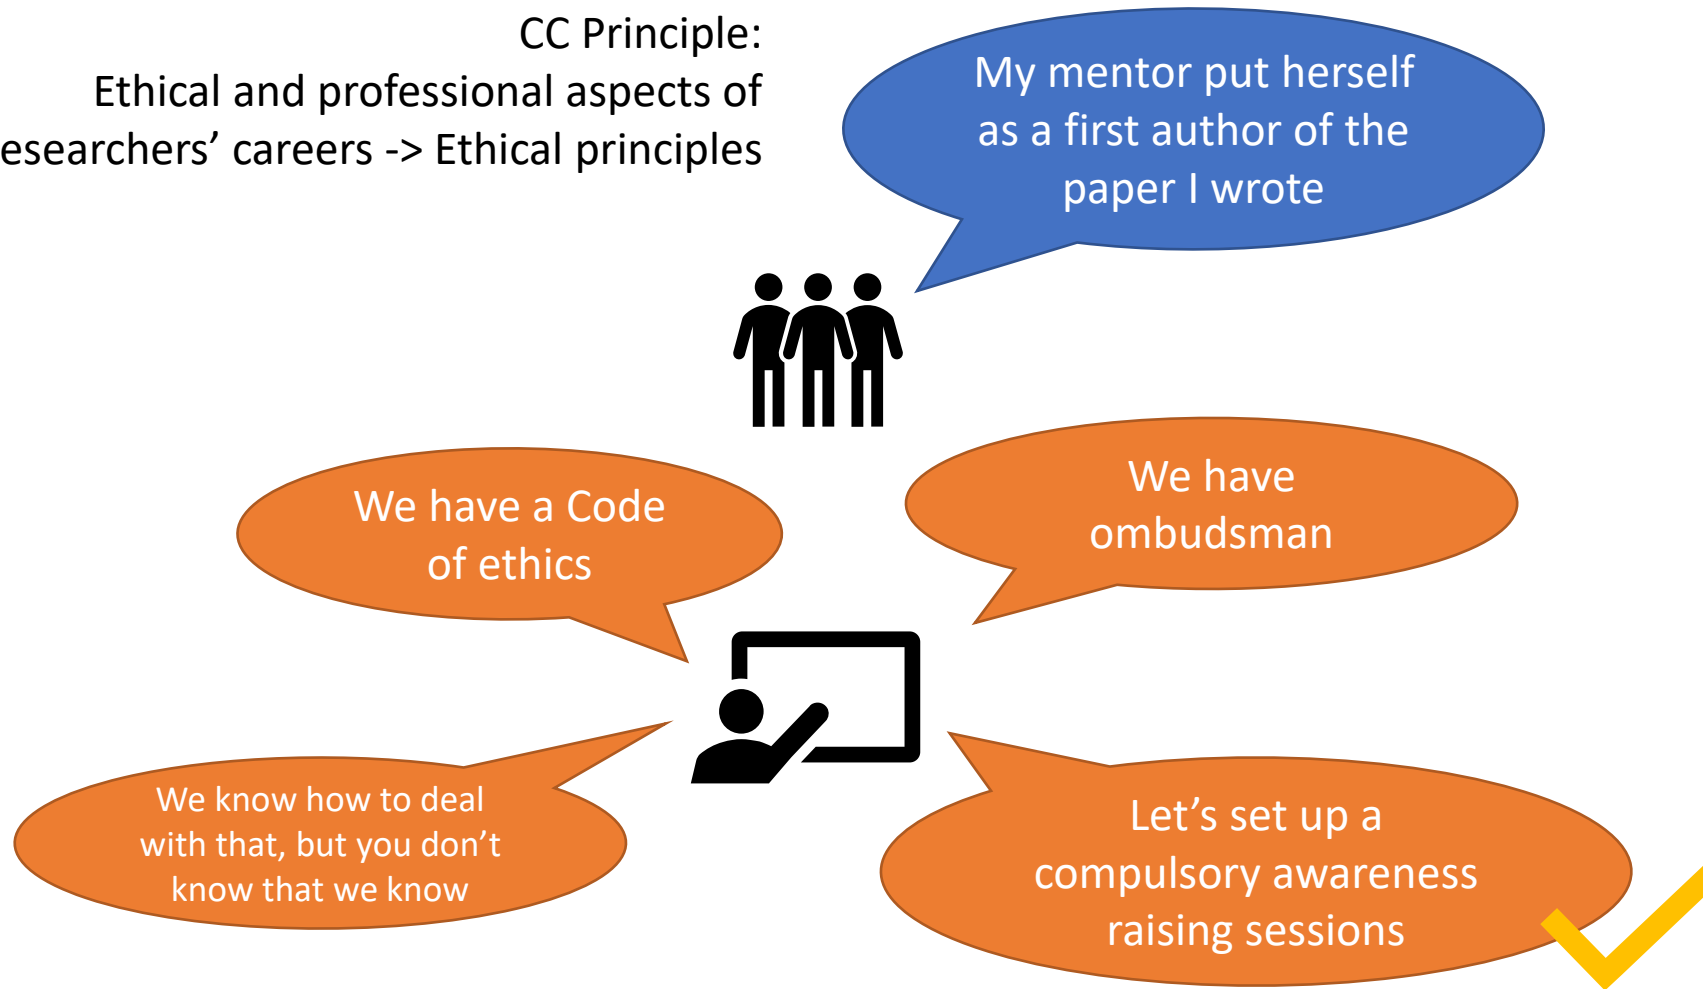 CC Principle:
Ethical and professional aspects of
esearchers’ careers -> Ethical principles
My mentor put herself
as a first author of the
paper I wrote
We have a Code
of ethics
We have
ombudsman
We know how to deal
with that, but you don’t
know that we know
Let’s set up a
compulsory awareness
raising sessions